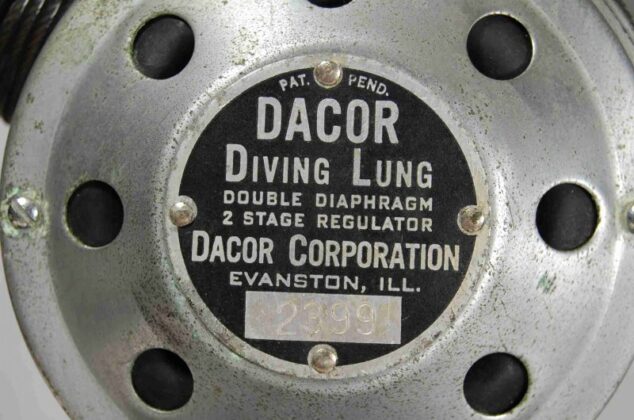 PAT. PEND.
DACOR
DIVING LUNG
DOUBLE DIAPHRAGM
2 STAGE REGULATOR
DACOR CORPORATION
EVANSTON, ILL.
2399